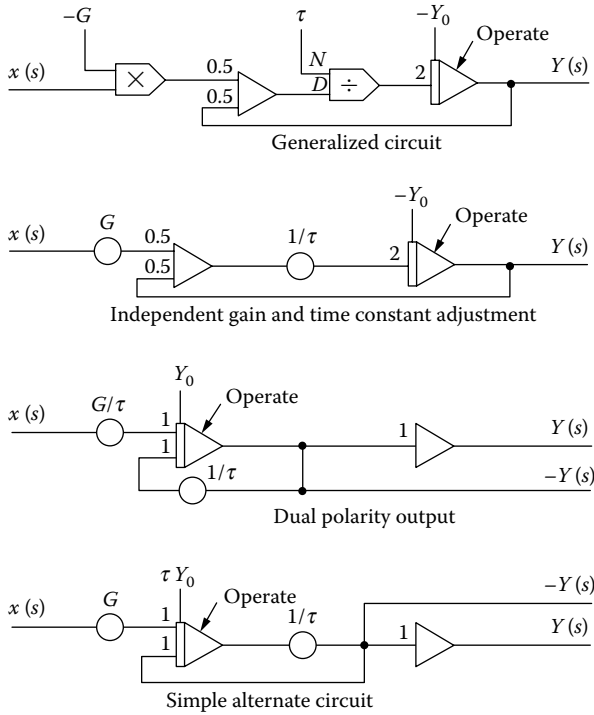 −G
τ
−Y₀
Operate
x (s)
×
0.5
0.5
N
D
÷
2
Y (s)
Generalized circuit
−Y₀
Operate
x (s)
G
0.5
0.5
1/τ
2
Y (s)
Independent gain and time constant adjustment
Y₀
Operate
x (s)
G/τ
1
1
1/τ
1
Y (s)
−Y (s)
Dual polarity output
τ Y₀
Operate
x (s)
G
1
1
1/τ
1
−Y (s)
Y (s)
Simple alternate circuit